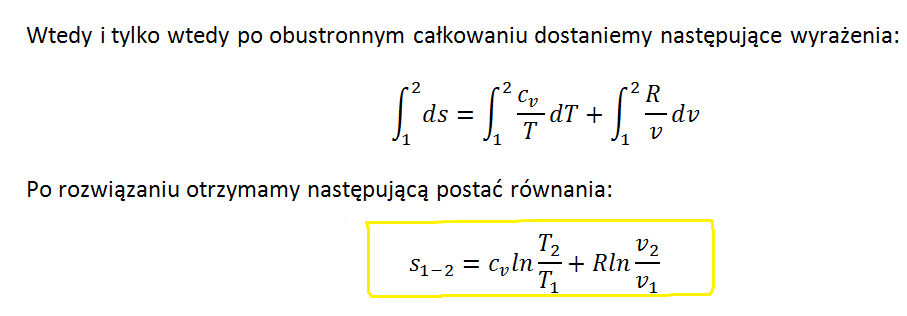 Wtedy i tylko wtedy po obustronnym całkowaniu dostaniemy następujące wyrażenia:
∫₁² ds = ∫₁² c_v/T dT + ∫₁² R/v dv
Po rozwiązaniu otrzymamy następującą postać równania:
s₁₋₂ = c_v ln T₂/T₁ + Rln v₂/v₁